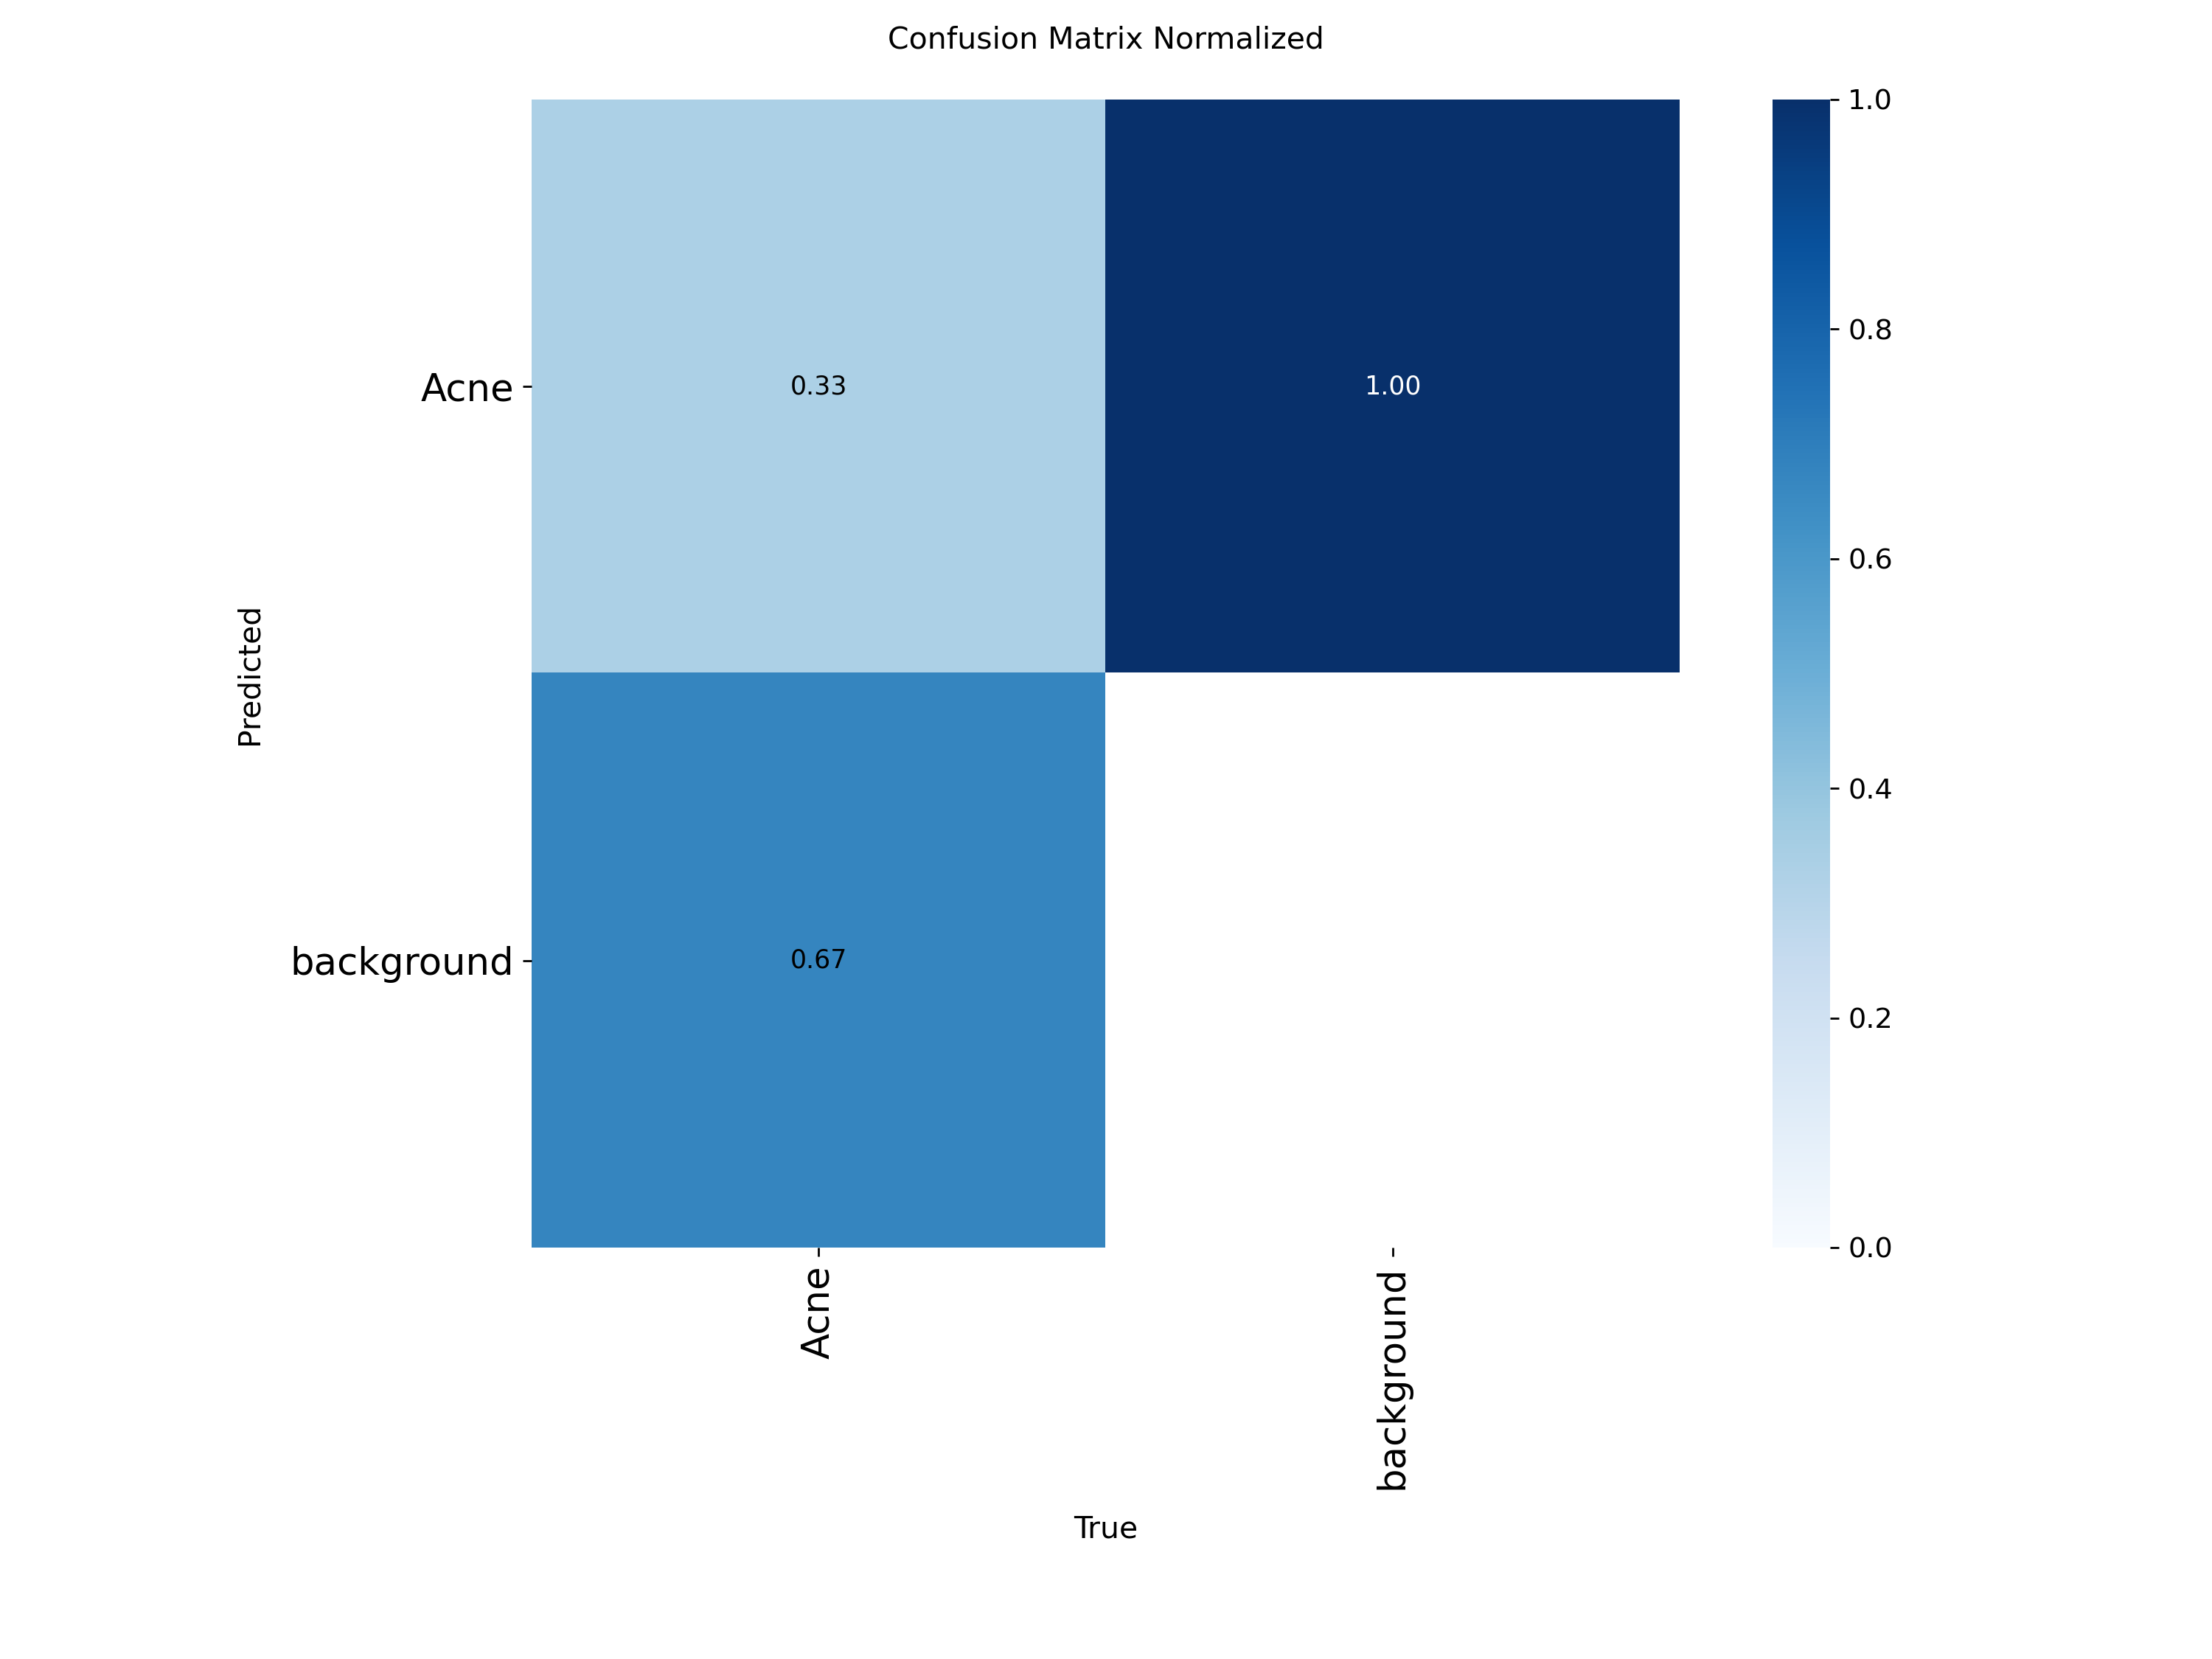 Confusion Matrix Normalized
1.0
0.8
0.6
0.4
0.2
0.0
Predicted
Acne
0.33
1.00
background
0.67
Acne
background
True